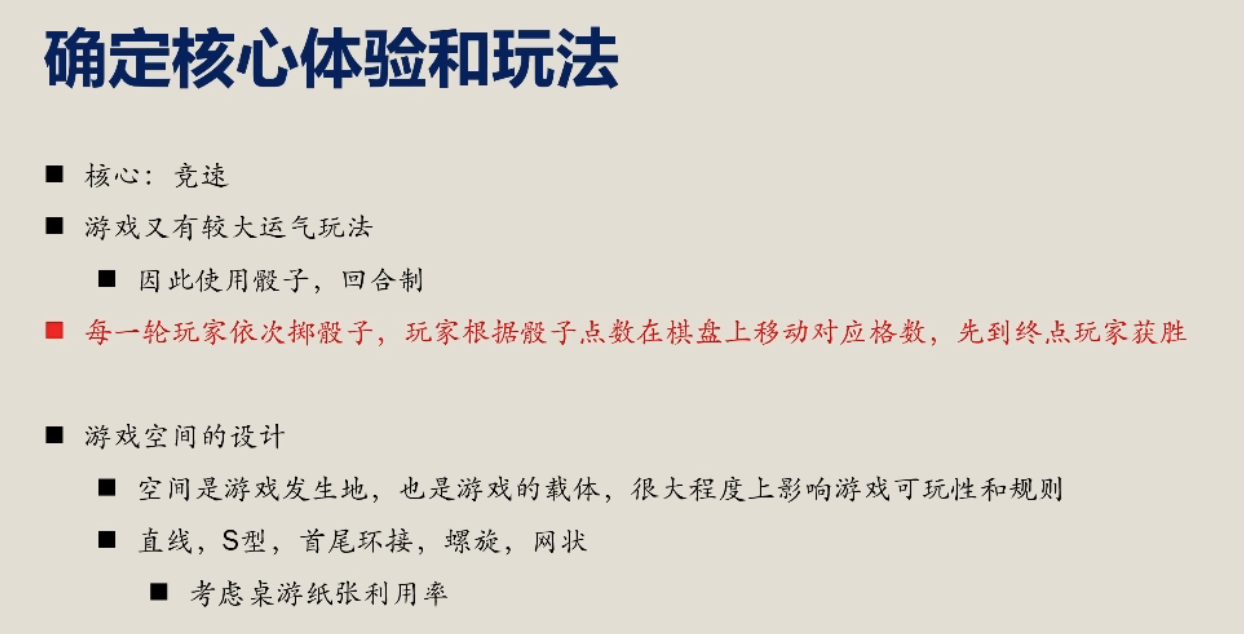 确定核心体验和玩法
核心：竞速
游戏又有较大运气玩法
因此使用骰子，回合制
每一轮玩家依次掷骰子，玩家根据骰子点数在棋盘上移动对应格数，先到终点玩家获胜
游戏空间的设计
空间是游戏发生地，也是游戏的载体，很大程度上影响游戏可玩性和规则
直线，S型，首尾环接，螺旋，网状
考虑桌游纸张利用率